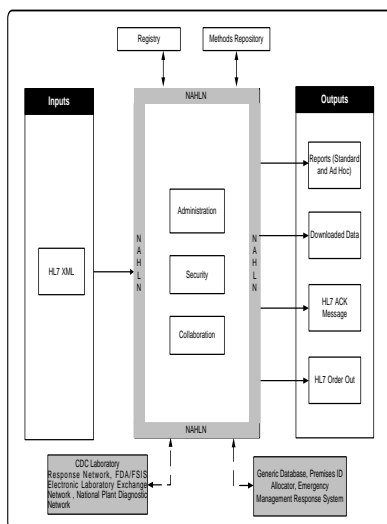 Registry
Methods Repository
Inputs
NAHLN
Outputs
Reports (Standard
and Ad Hoc)
Administration
Downloaded Data
N
A
H
L
N
N
A
H
L
N
HL7 XML
Security
HL7 ACK
Message
Collaboration
HL7 Order Out
NAHLN
CDC Laboratory
Response Network, FDA/FSIS
Electronic Laboratory Exchange
Network , National Plant Diagnostic
Network
Generic Database, Premises ID
Allocator, Emergency
Management Response System